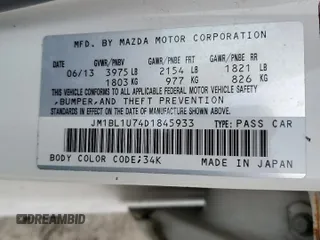 MFD. BY MAZDA MOTOR CORPORATION
GVWR/PNBV GAWR/PNBE FRT GAWR/PNBE RR
06/13 3975 LB 2154 LB 1821 LB
1803 KG 977 KG 826 KG
THIS VEHICLE CONFORMS TO ALL APPLICABLE
FEDERAL MOTOR VEHICLE SAFETY
,BUMPER,AND THEFT PREVENTION
STANDARDS IN EFFECT ON THE DATE OF
MANUFACTURE SHOWN ABOVE.
JM1BL1U74D1845933 TYPE: PASS CAR
BODY COLOR CODE:34K MADE IN JAPAN
AUTOASTAT
DREAMBID